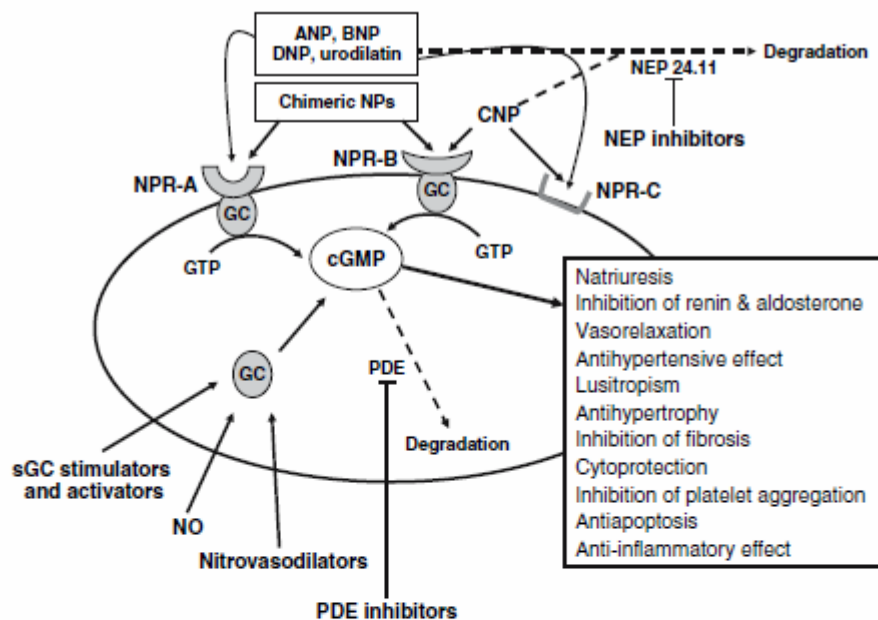 ANP, BNP
DNP, urodilatin
Degradation
NEP 24.11
Chimeric NPs
CNP
NEP inhibitors
NPR-B
NPR-A
GC
NPR-C
GC
GTP
cGMP
GTP
Natriuresis
Inhibition of renin & aldosterone
Vasorelaxation
Antihypertensive effect
Lusitropism
Antihypertrophy
Inhibition of fibrosis
Cytoprotection
Inhibition of platelet aggregation
Antiapoptosis
Anti-inflammatory effect
GC
PDE
Degradation
sGC stimulators
and activators
NO
Nitrovasodilators
PDE inhibitors